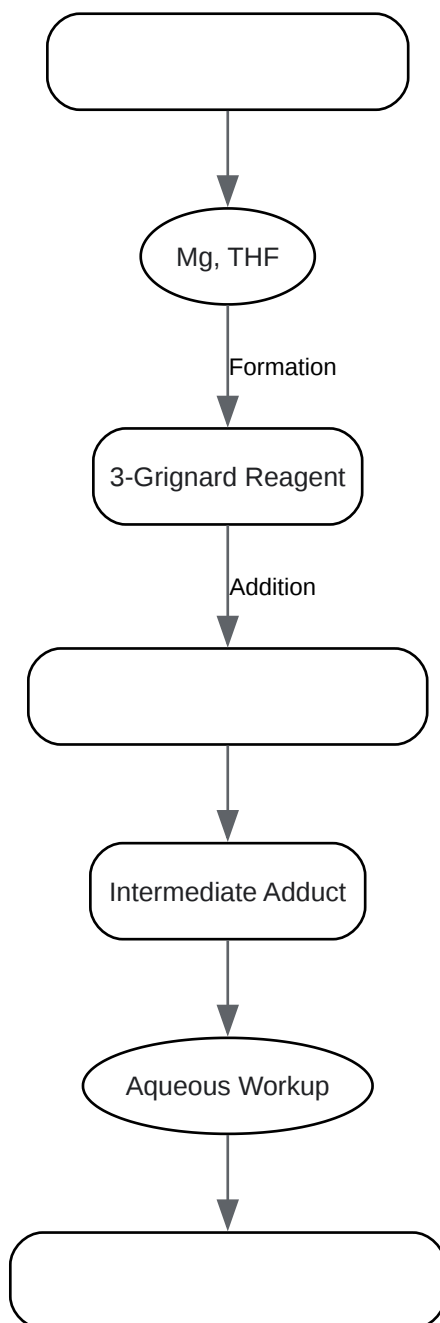 Mg, THF
Formation
3-Grignard Reagent
Addition
Intermediate Adduct
Aqueous Workup